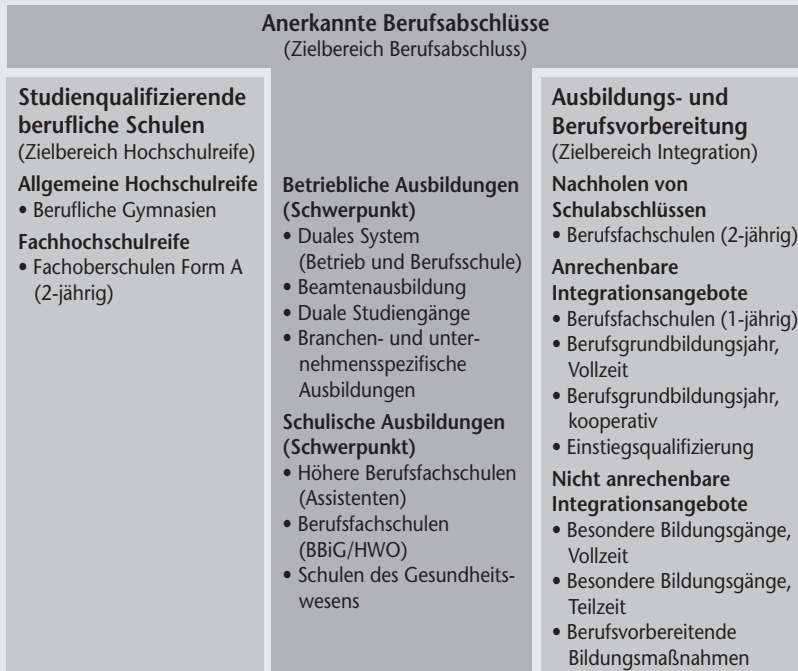 Anerkannte Berufsabschlüsse
(Zielbereich Berufsabschluss)
Studienqualifizierende
berufliche Schulen
(Zielbereich Hochschulreife)
Allgemeine Hochschulreife
• Berufliche Gymnasien
Fachhochschulreife
• Fachoberschulen Form A
(2-jährig)
Betriebliche Ausbildungen
(Schwerpunkt)
• Duales System
(Betrieb und Berufsschule)
• Beamtenausbildung
• Duale Studiengänge
• Branchen- und unter-
nehmensspezifische
Ausbildungen
Schulische Ausbildungen
(Schwerpunkt)
• Höhere Berufsfachschulen
(Assistenten)
• Berufsfachschulen
(BBiG/HWO)
• Schulen des Gesundheits-
wesens
Ausbildungs- und
Berufsvorbereitung
(Zielbereich Integration)
Nachholen von
Schulabschlüssen
• Berufsfachschulen (2-jährig)
Anrechenbare
Integrationsangebote
• Berufsfachschulen (1-jährig)
• Berufsgrundbildungsjahr,
Vollzeit
• Berufsgrundbildungsjahr,
kooperativ
• Einstiegsqualifizierung
Nicht anrechenbare
Integrationsangebote
• Besondere Bildungsgänge,
Vollzeit
• Besondere Bildungsgänge,
Teilzeit
• Berufsvorbereitende
Bildungsmaßnahmen